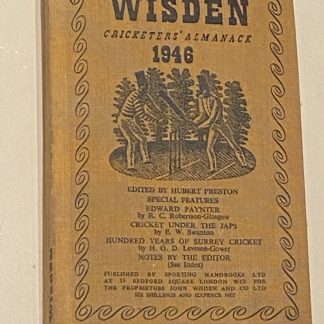 WISDEN
CRICKETERS' ALMANACK
1946
EDITED BY HUBERT PRESTON
SPECIAL FEATURES
EDWARD PAYNTER
by R. C. Robertson-Glasgow
CRICKET UNDER THE JAPS
by E. W. Swanton
HUNDRED YEARS OF SURREY CRICKET
by H. D. G. Leveson-Gower
NOTES BY THE EDITOR
(See Index)
PUBLISHED BY SPORTING HANDBOOKS LTD
AT 13 BEDFORD SQUARE LONDON WC1 FOR
THE PROPRIETORS JOHN WISDEN AND CO LTD
SIX SHILLINGS AND SIXPENCE NET